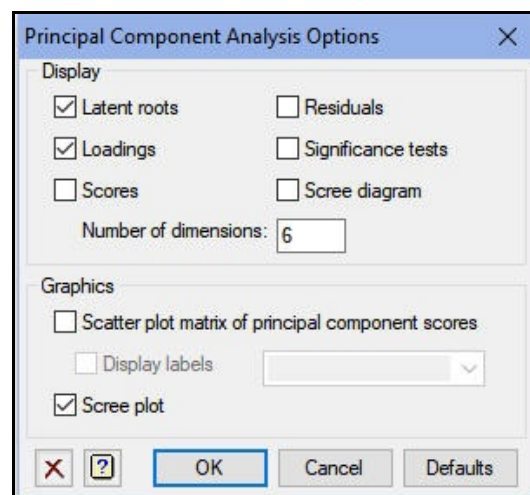 Principal Component Analysis Options
Display
Latent roots
Residuals
Loadings
Significance tests
Scores
Scree diagram
Number of dimensions: 6
Graphics
Scatter plot matrix of principal component scores
Display labels
Scree plot
? OK Cancel Defaults